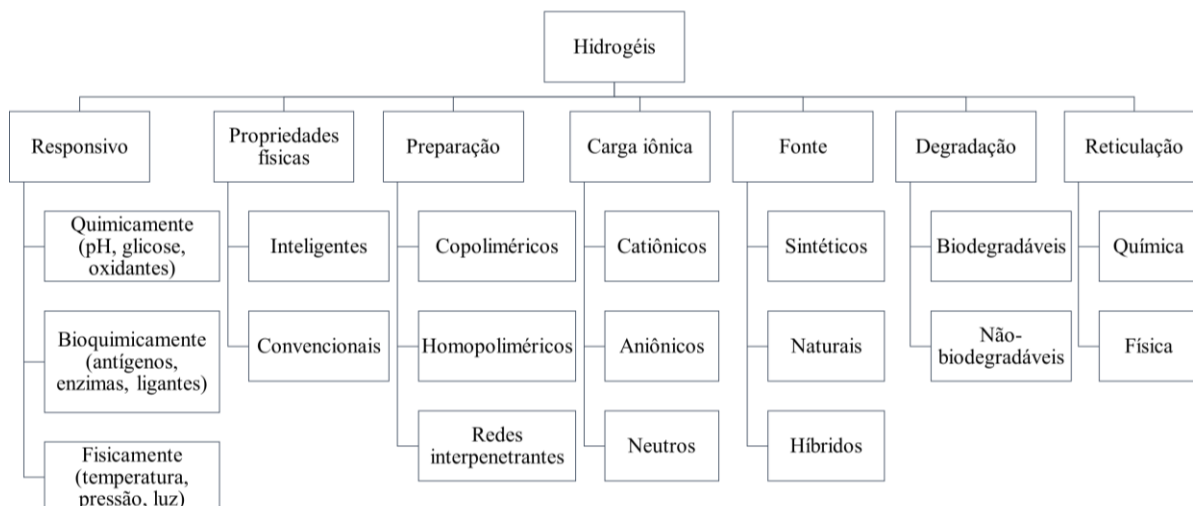 Hidrogéis
Responsivo
Propriedades
físicas
Preparação
Carga iônica
Fonte
Degradação
Reticulação
Quimicamente
(pH, glicose,
oxidantes)
Inteligentes
Copoliméricos
Catiônicos
Sintéticos
Biodegradáveis
Química
Bioquimicamente
(antígenos,
enzimas, ligantes)
Convencionais
Homopoliméricos
Aniônicos
Naturais
Não-
biodegradáveis
Física
Fisicamente
(temperatura,
pressão, luz)
Redes
interpenetrantes
Neutros
Híbridos